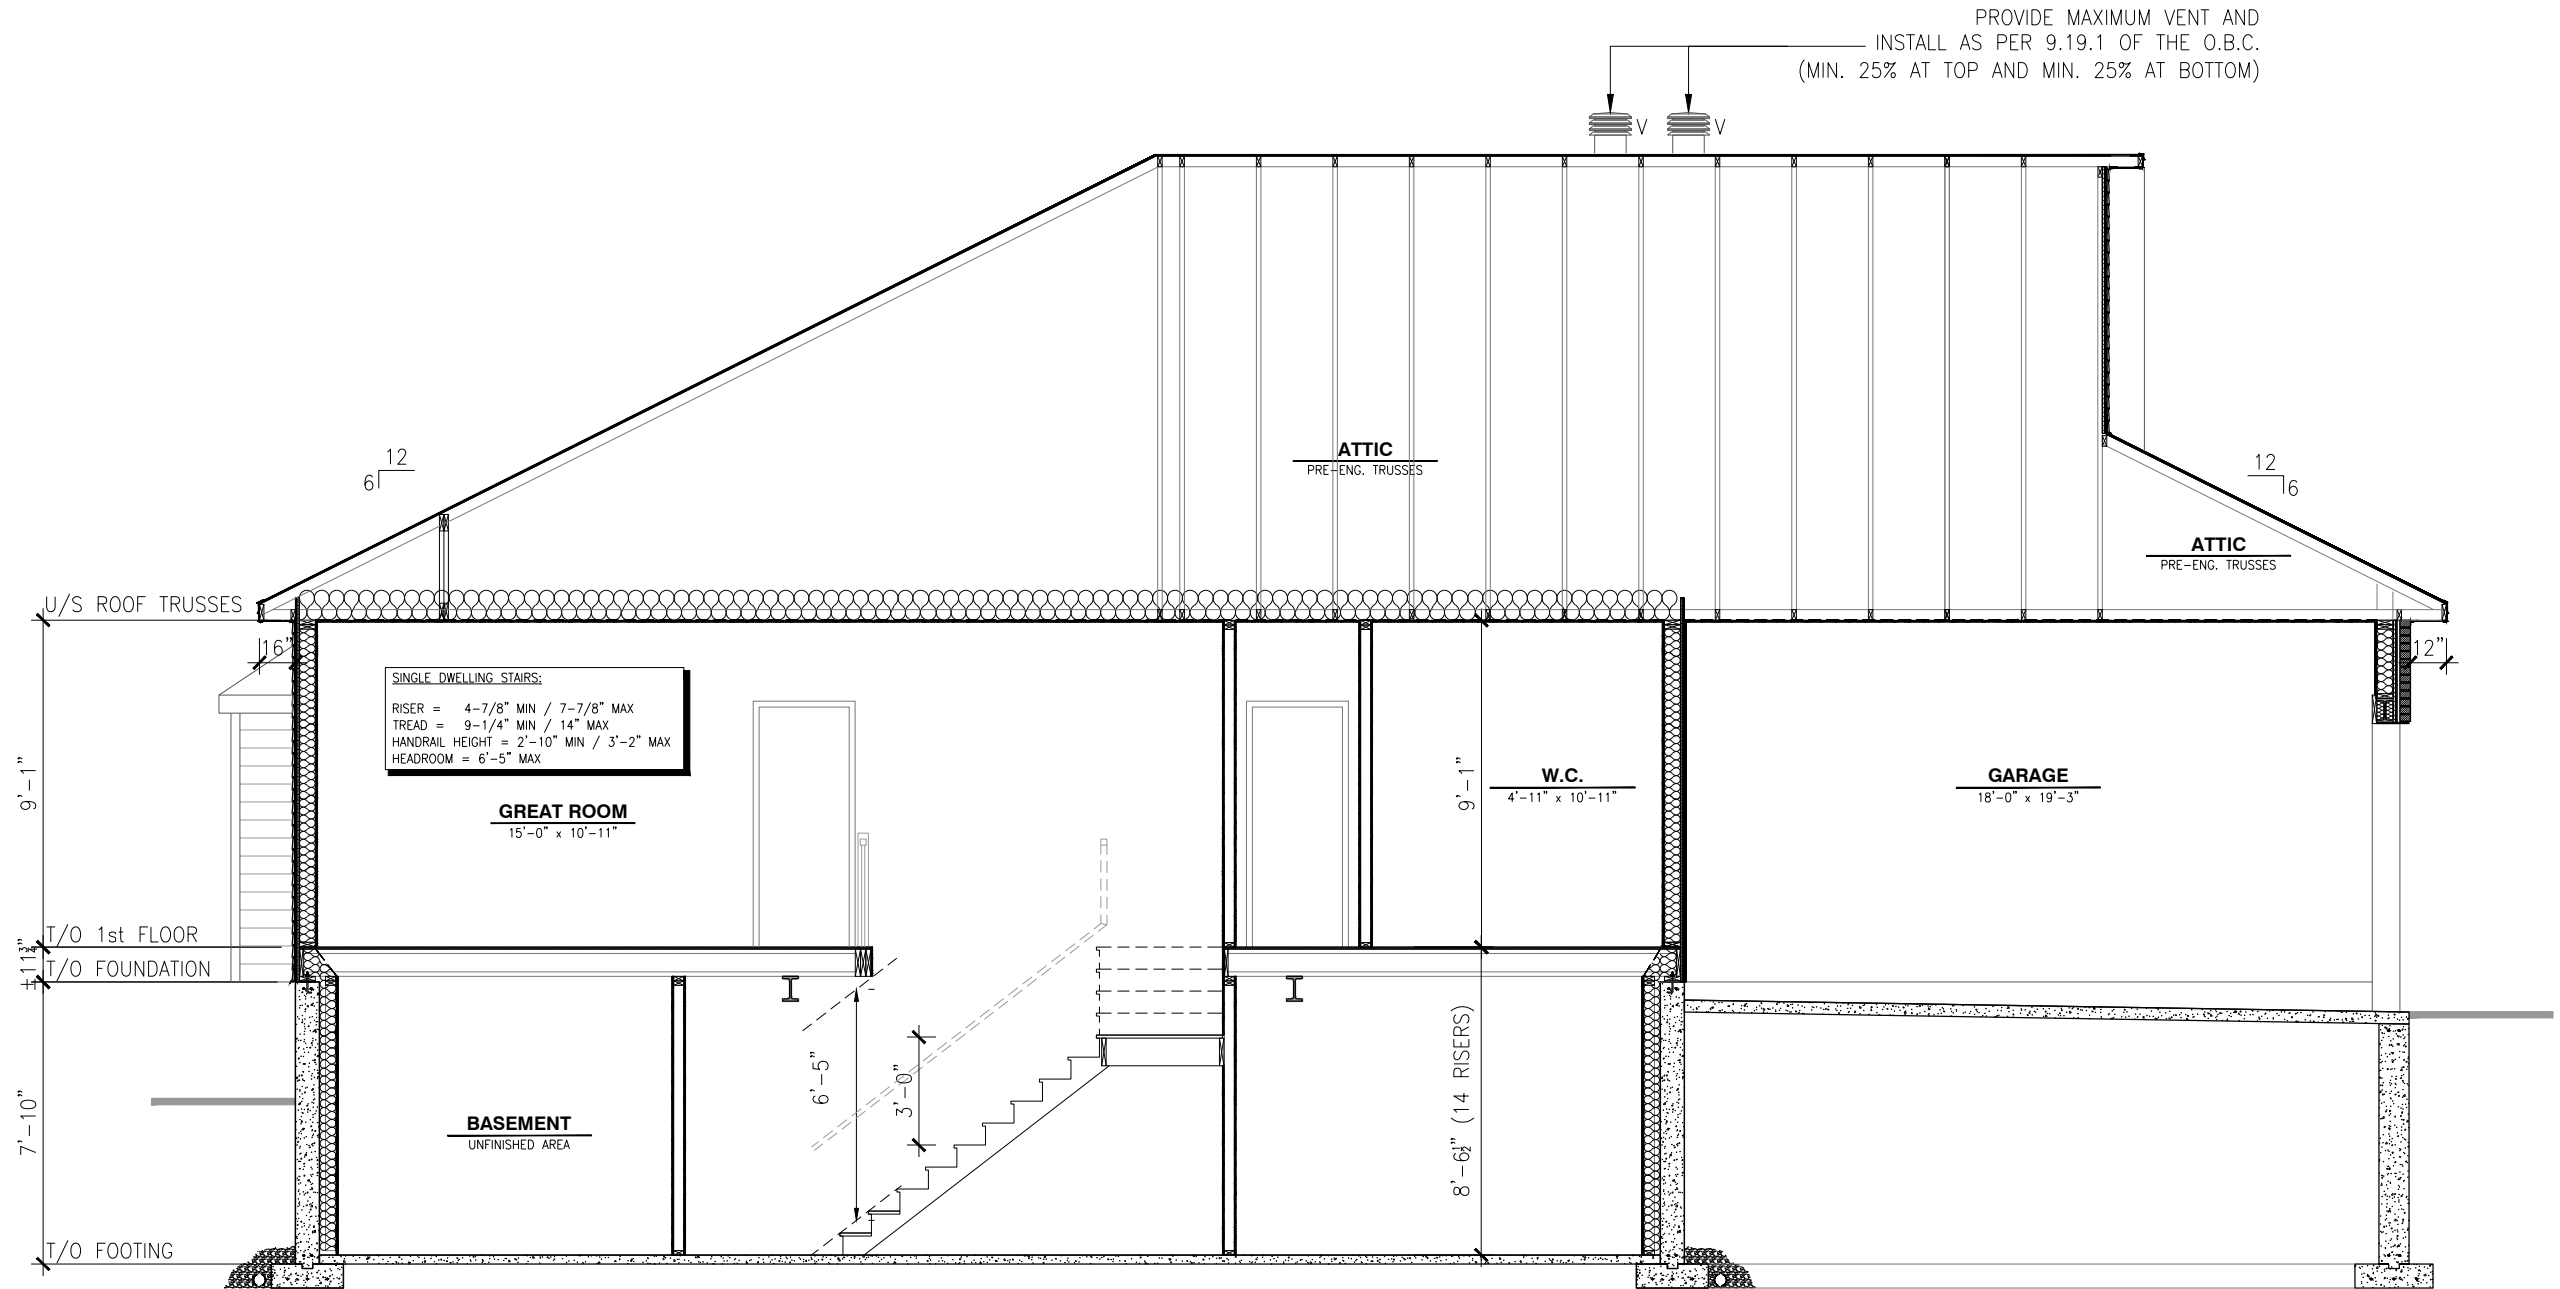 PROVIDE MAXIMUM VENT AND
INSTALL AS PER 9.19.1 OF THE O.B.C.
(MIN. 25% AT TOP AND MIN. 25% AT BOTTOM)
V V
ATTIC
PRE-ENG. TRUSSES
12
6
12
6
ATTIC
PRE-ENG. TRUSSES
U/S ROOF TRUSSES
16"
12"
SINGLE DWELLING STAIRS:
RISER = 4-7/8" MIN / 7-7/8" MAX
TREAD = 9-1/4" MIN / 14" MAX
HANDRAIL HEIGHT = 2'-10" MIN / 3'-2" MAX
HEADROOM = 6'-5" MAX
9'-1"
GREAT ROOM
15'-0" x 10'-11"
9'-1"
W.C.
4'-11" x 10'-11"
GARAGE
18'-0" x 19'-3"
T/O 1st FLOOR
±11¾"
T/O FOUNDATION
7'-10"
BASEMENT
UNFINISHED AREA
6'-5"
3'-0"
8'-6½" (14 RISERS)
T/O FOOTING